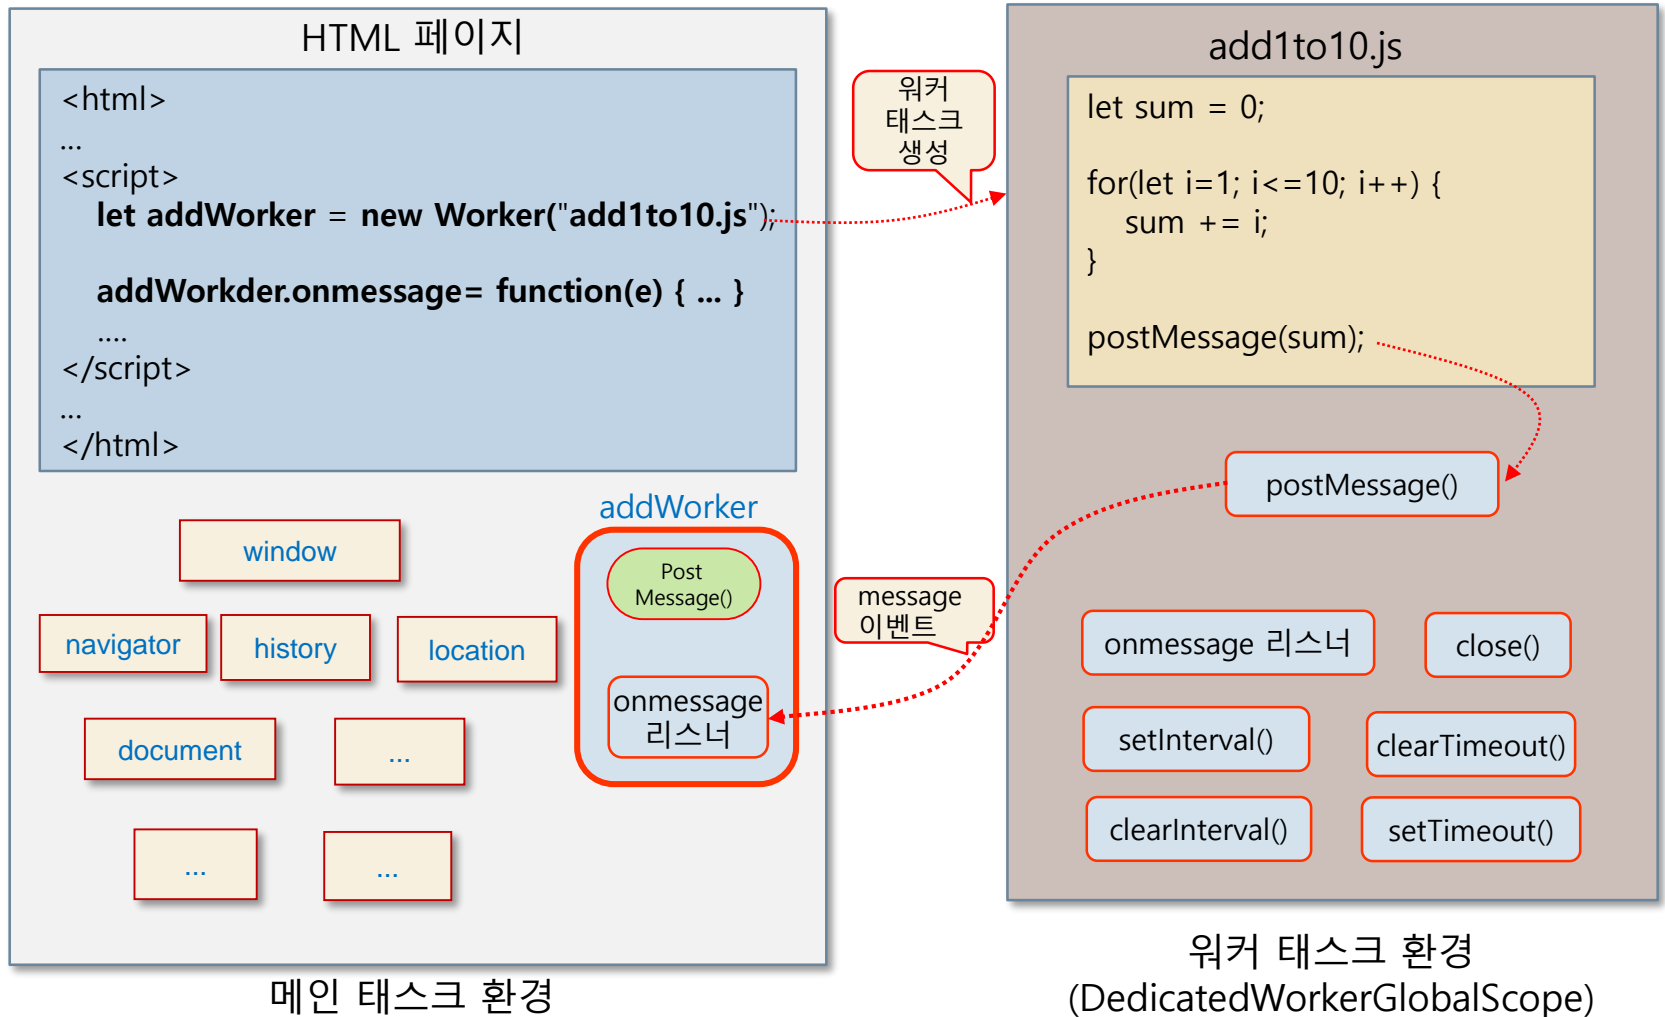 HTML 페이지
<html>
...
<script>
let addWorker = new Worker("add1to10.js");
addWorkder.onmessage= function(e) { ... }
....
</script>
...
</html>
워커
태스크
생성
add1to10.js
let sum = 0;
for(let i=1; i<=10; i++) {
sum += i;
}
postMessage(sum);
postMessage()
addWorker
window
Post
Message()
navigator
history
location
onmessage
리스너
document
...
...
...
message
이벤트
onmessage 리스너
close()
setInterval()
clearTimeout()
clearInterval()
setTimeout()
메인 태스크 환경
워커 태스크 환경
(DedicatedWorkerGlobalScope)